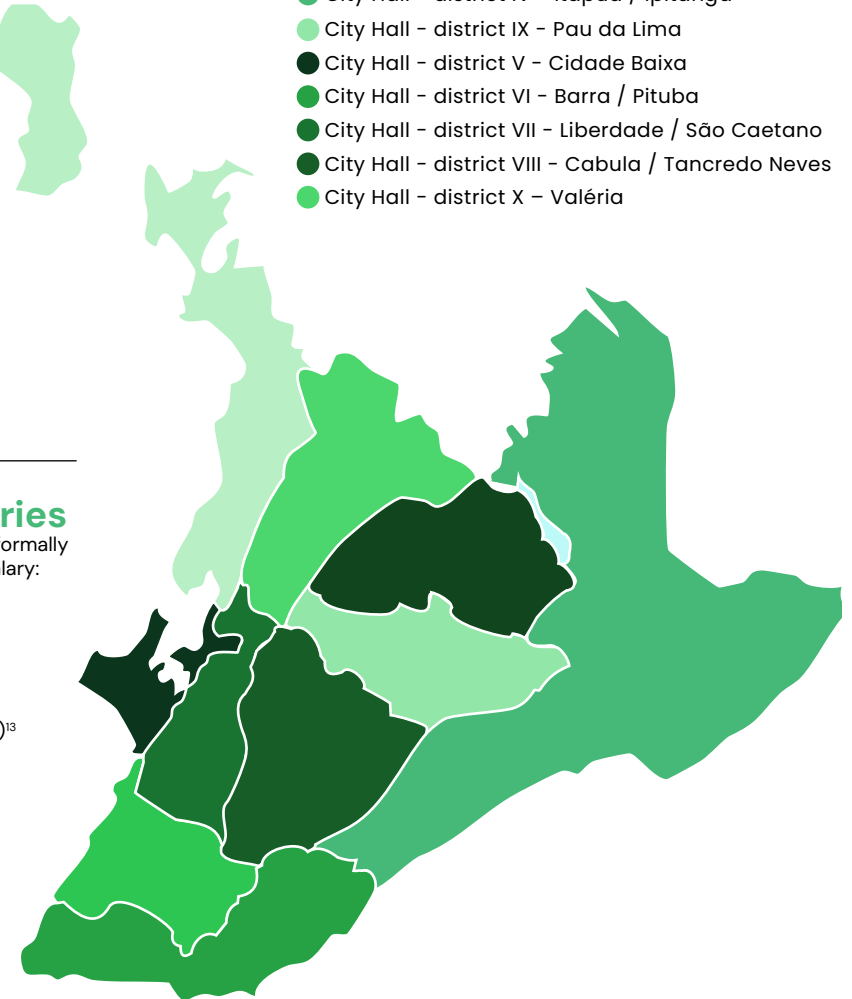 City Hall - district IX - Pau da Lima
City Hall - district V - Cidade Baixa
City Hall - district VI - Barra / Pituba
City Hall - district VII - Liberdade / São Caetano
City Hall - district VIII - Cabula / Tancredo Neves
City Hall - district X – Valéria
ries
ormally
lary:
)13